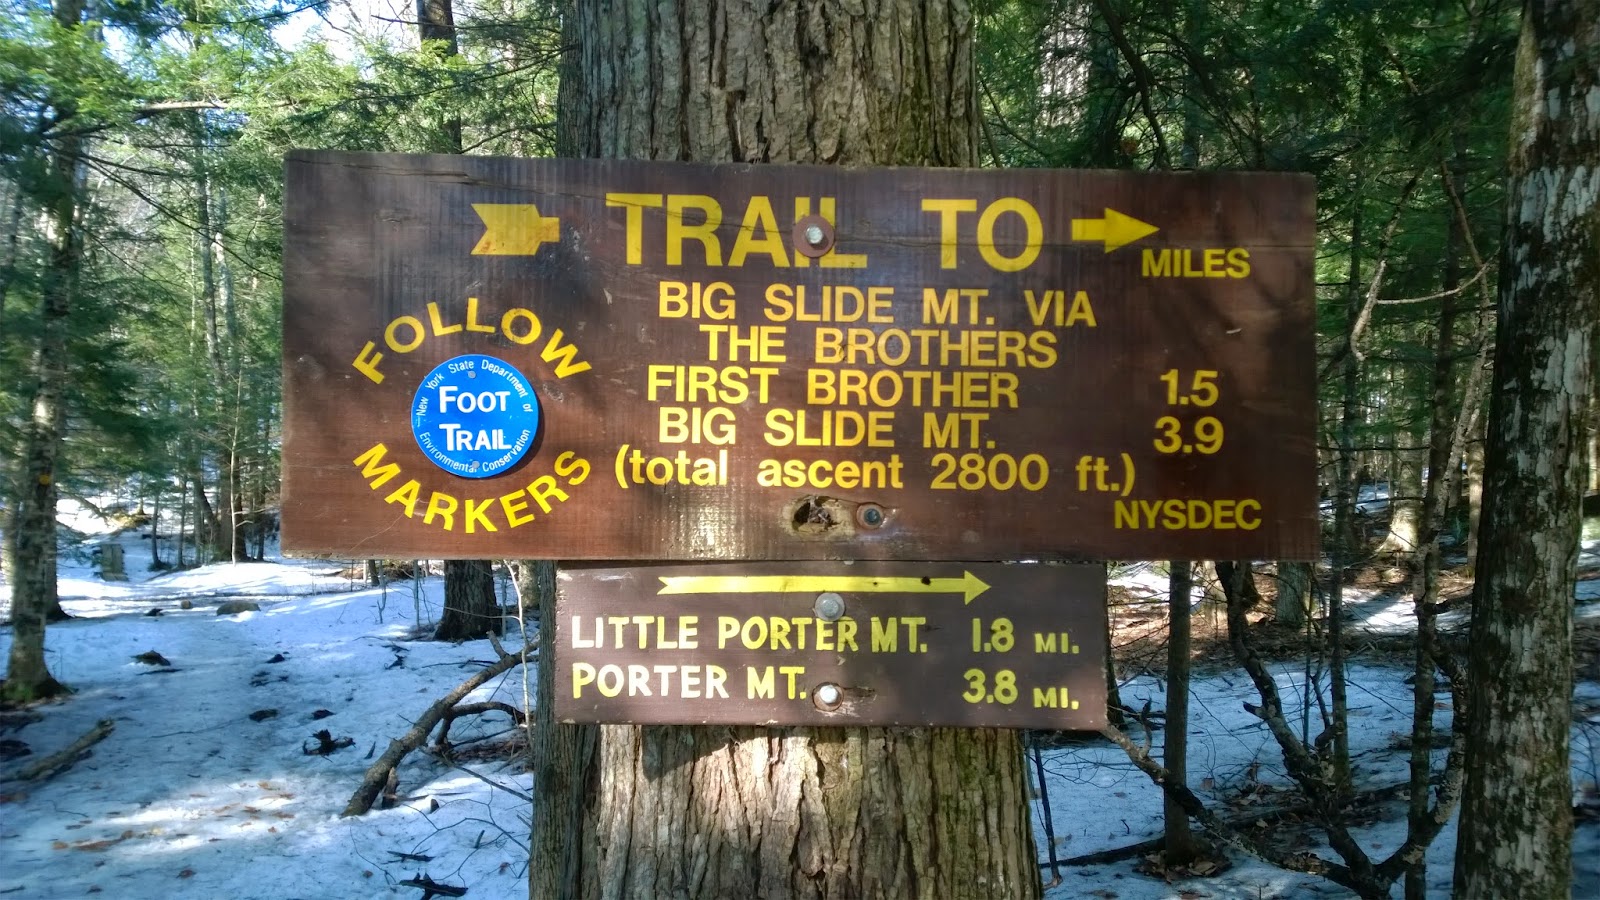 TRAIL TO
MILES
BIG SLIDE MT. VIA
THE BROTHERS
FIRST BROTHER 1.5
BIG SLIDE MT. 3.9
(total ascent 2800 ft.)
NYSDEC
FOLLOW
MARKERS
New York State Department of
FOOT
TRAIL
Environmental Conservation
LITTLE PORTER MT. 1.8 MI.
PORTER MT. 3.8 MI.